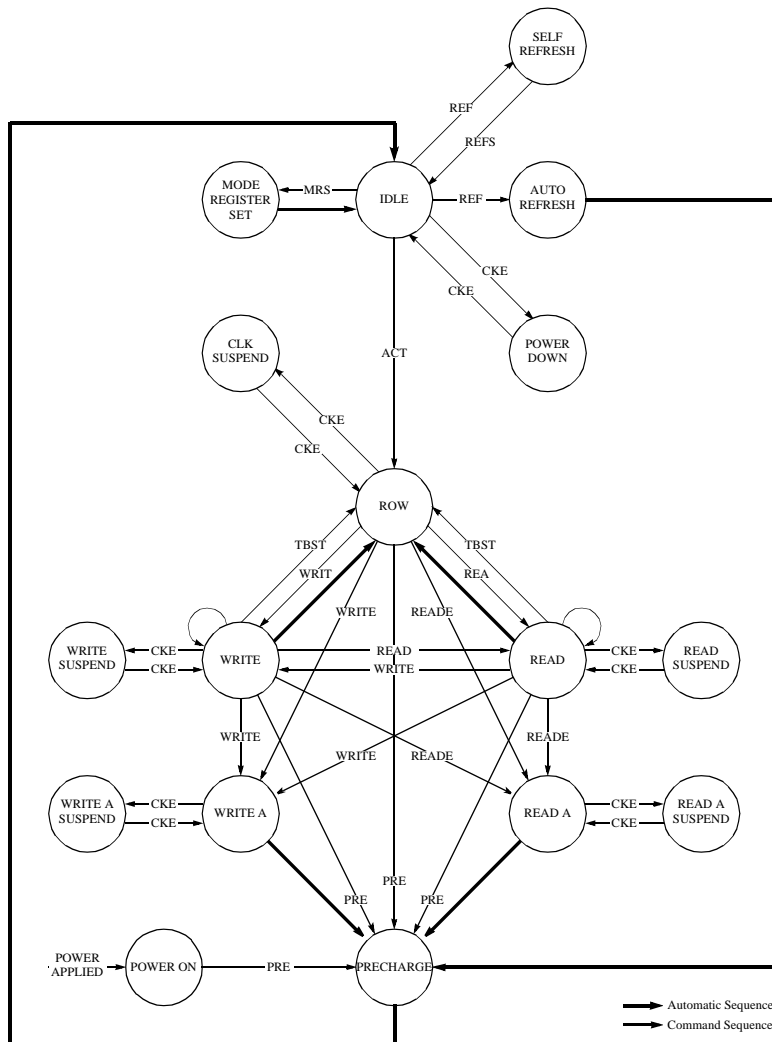 SELF
REFRESH
REF
REFS
MODE
REGISTER
SET
MRS
IDLE
REF
AUTO
REFRESH
CKE
CKE
POWER
DOWN
CLK
SUSPEND
ACT
CKE
CKE
ROW
TBST
TBST
WRIT
REA
WRITE
READE
WRITE
SUSPEND
CKE
CKE
WRITE
READ
WRITE
READ
CKE
CKE
READ
SUSPEND
WRITE
WRITE
READE
READE
WRITE A
SUSPEND
CKE
CKE
WRITE A
READ A
CKE
CKE
READ A
SUSPEND
PRE
PRE
PRE
POWER
APPLIED
POWER ON
PRE
PRECHARGE
Automatic Sequence
Command Sequence